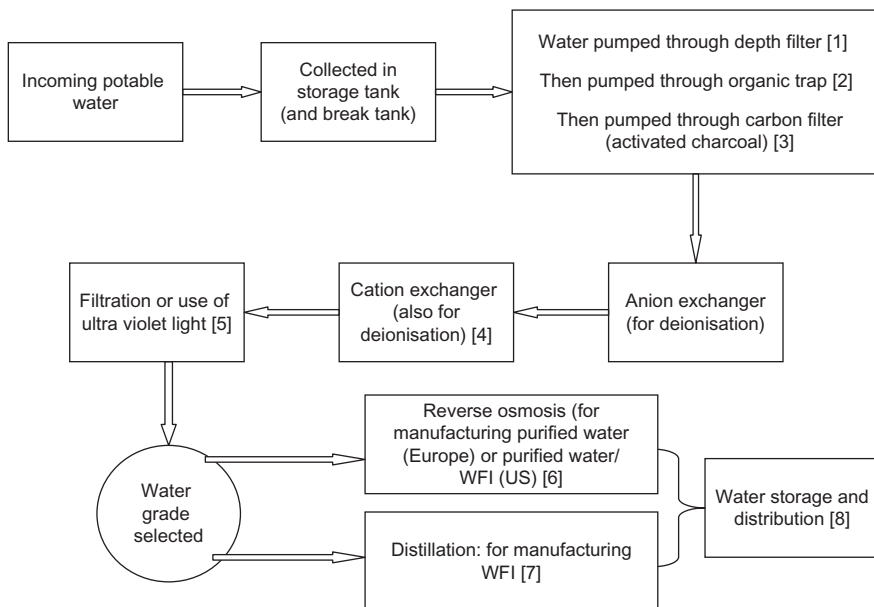 Incoming potable
water
Collected in
storage tank
(and break tank)
Water pumped through depth filter [1]
Then pumped through organic trap [2]
Then pumped through carbon filter
(activated charcoal) [3]
Anion exchanger
(for deionisation)
Cation exchanger
(also for
deionisation) [4]
Filtration or use of
ultra violet light [5]
Water
grade
selected
Reverse osmosis (for
manufacturing purified water
(Europe) or purified water/
WFI (US) [6]
Distillation: for manufacturing
WFI [7]
Water storage and
distribution [8]